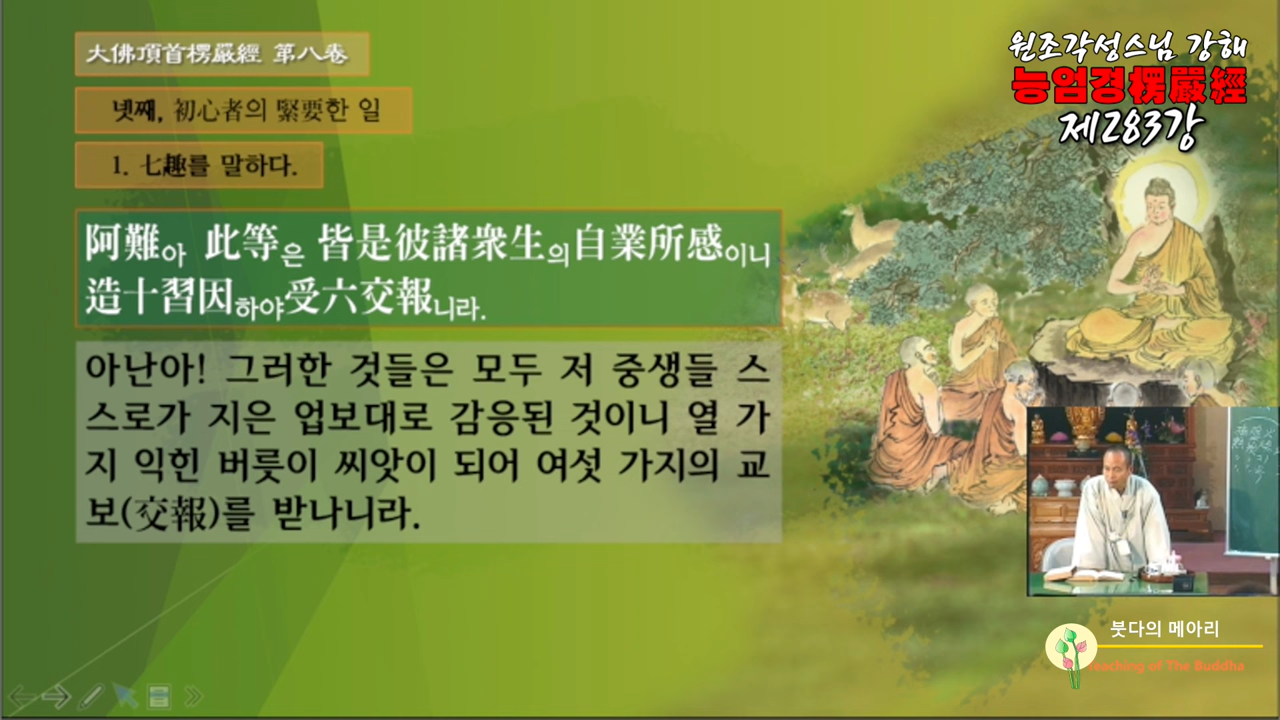 大佛頂首楞嚴經 第八卷
넷째, 初心者의 緊要한 일
1. 七趣를 말하다.
阿難아 此等은 皆是彼諸衆生의自業所感이니
造十習因하야受六交報니라.
아난아! 그러한 것들은 모두 저 중생들 스
스로가 지은 업보대로 감응된 것이니 열 가
지 익힌 버릇이 씨앗이 되어 여섯 가지의 교
보(交報)를 받나니라.
원조각성스님 강해
능엄경楞嚴經
제283강
붓다의 메아리
Teaching of The Buddha